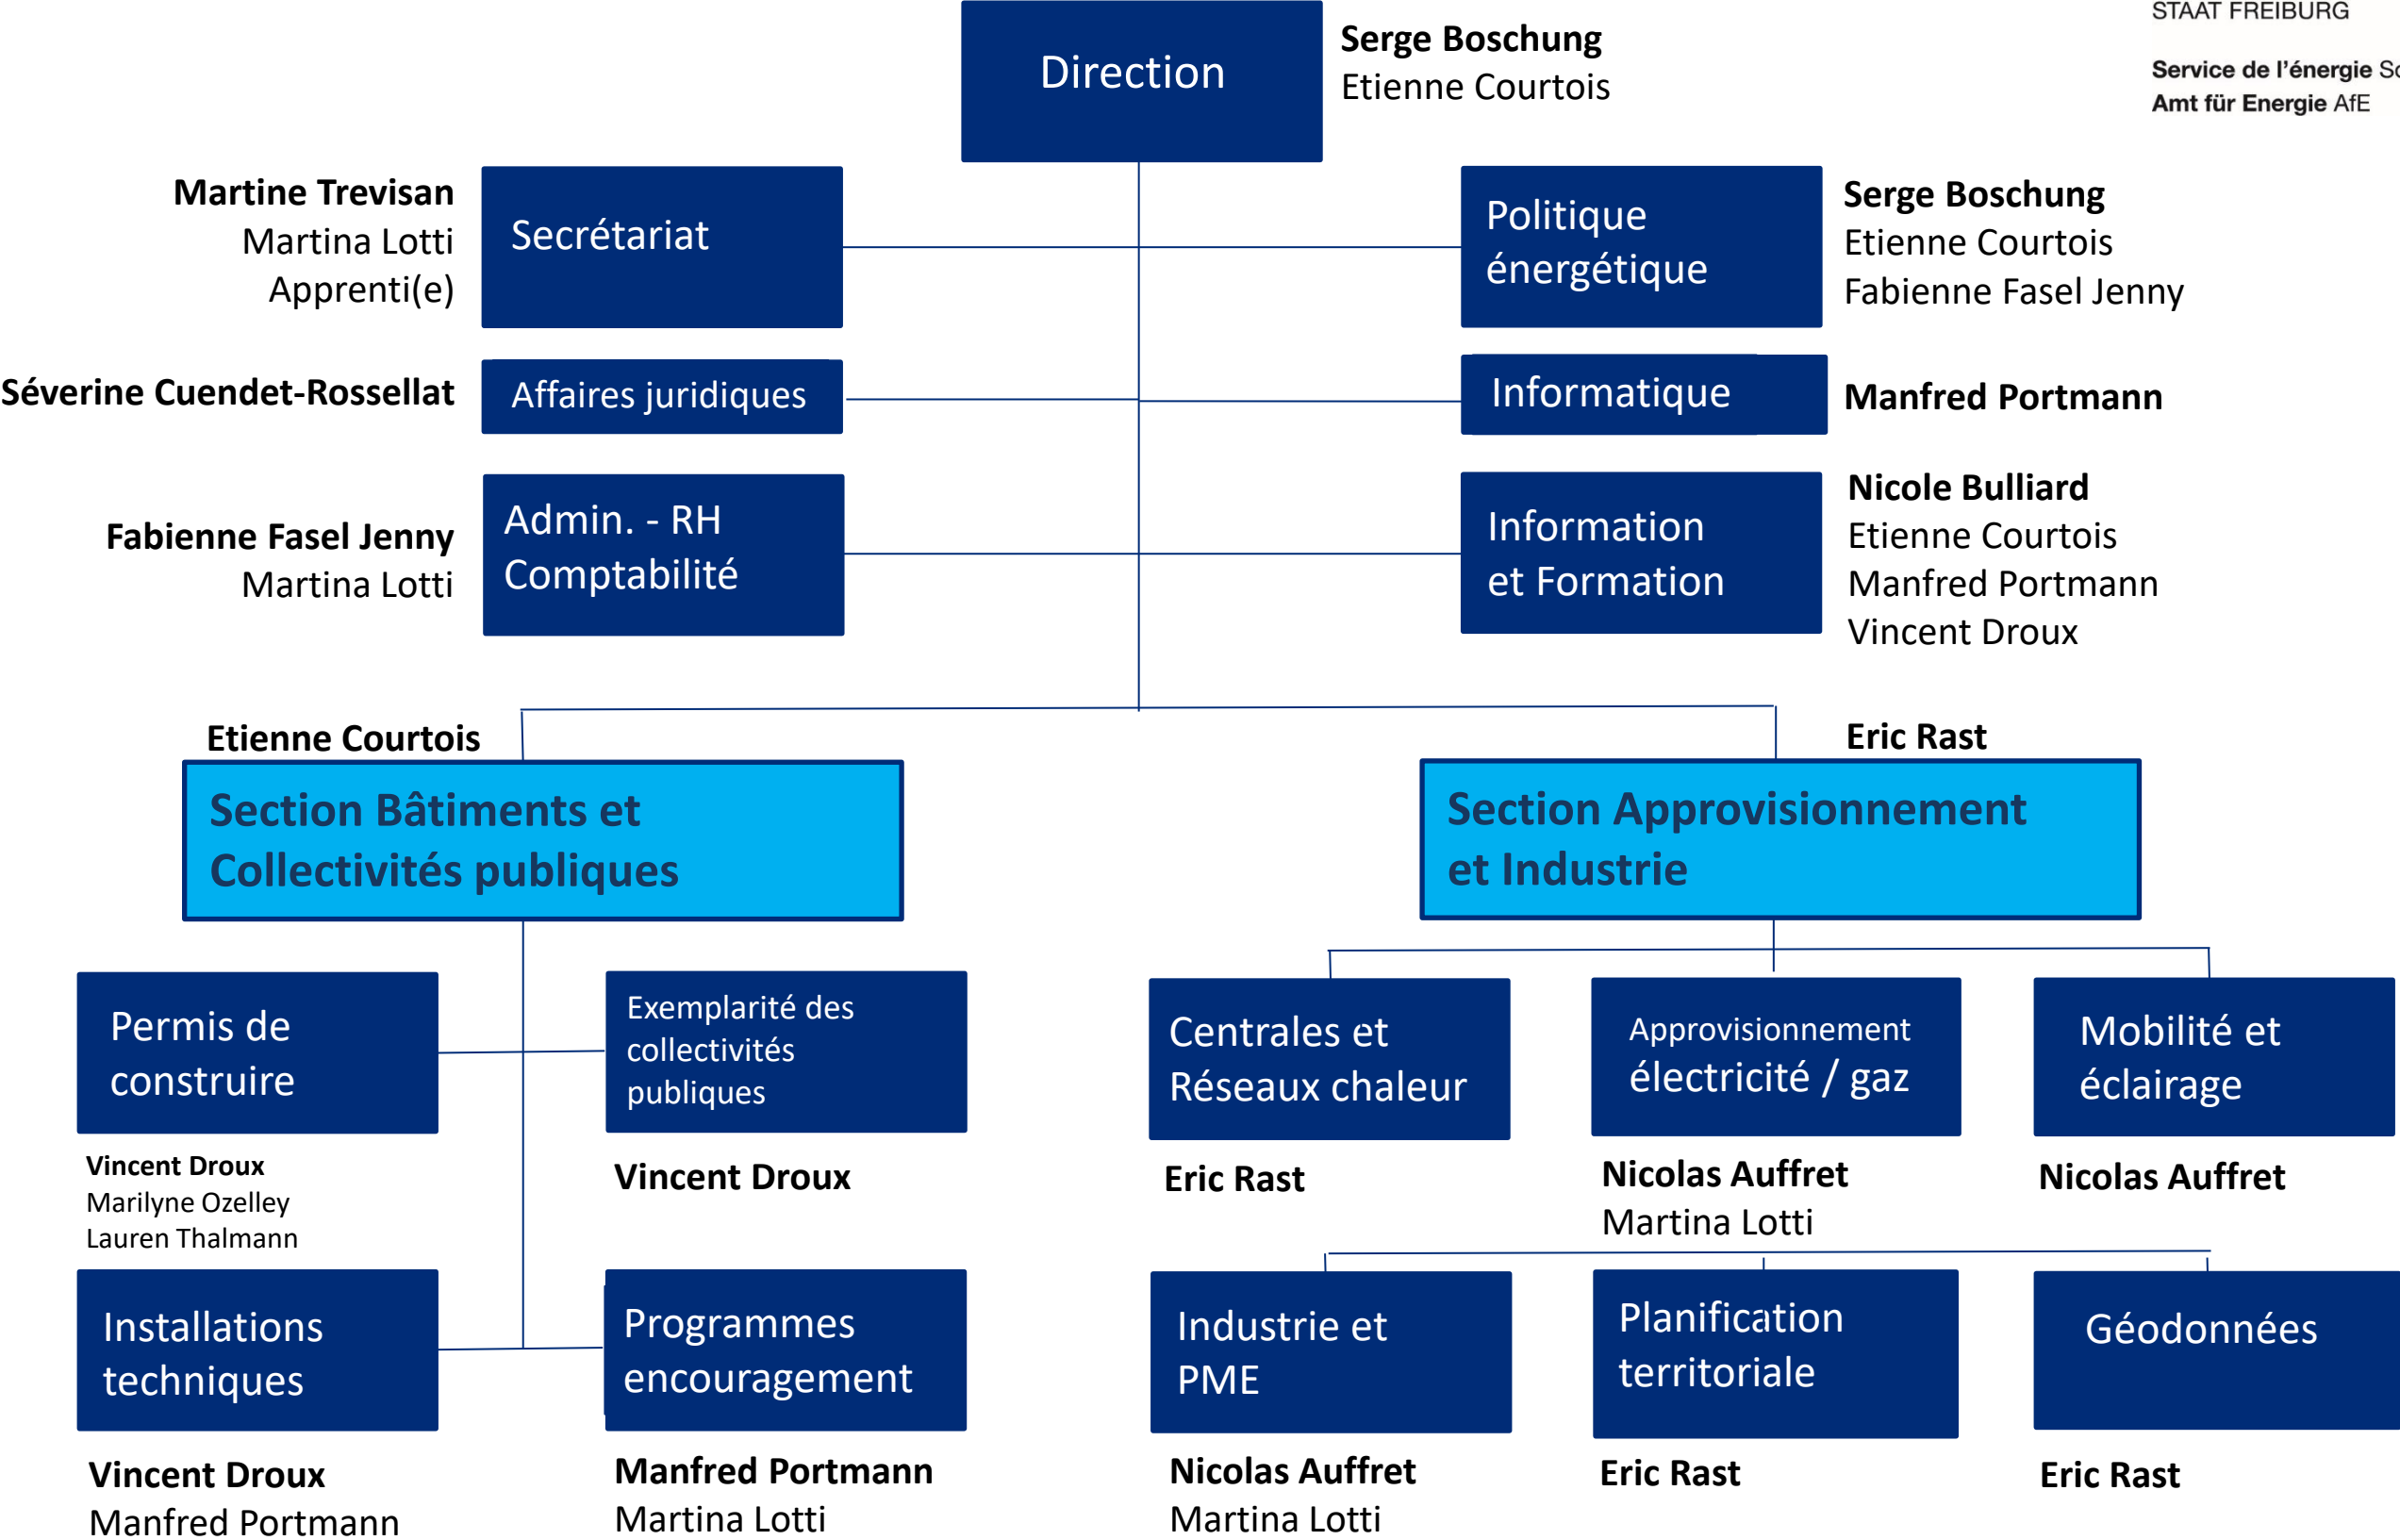 STAAT FREIBURG
Service de l'énergie
Amt für Energie AfE
Direction
Serge Boschung
Etienne Courtois
Martine Trevisan
Martina Lotti
Apprenti(e)
Secrétariat
Politique
énergétique
Serge Boschung
Etienne Courtois
Fabienne Fasel Jenny
Séverine Cuendet-Rossellat
Affaires juridiques
Informatique
Manfred Portmann
Fabienne Fasel Jenny
Martina Lotti
Admin. - RH
Comptabilité
Information
et Formation
Nicole Bulliard
Etienne Courtois
Manfred Portmann
Vincent Droux
Etienne Courtois
Section Bâtiments et
Collectivités publiques
Eric Rast
Section Approvisionnement
et Industrie
Permis de
construire
Vincent Droux
Marilyne Ozelley
Lauren Thalmann
Exemplarité des
collectivités
publiques
Vincent Droux
Centrales et
Réseaux chaleur
Eric Rast
Approvisionnement
électricité / gaz
Nicolas Auffret
Martina Lotti
Mobilité et
éclairage
Nicolas Auffret
Installations
techniques
Vincent Droux
Manfred Portmann
Programmes
encouragement
Manfred Portmann
Martina Lotti
Industrie et
PME
Nicolas Auffret
Martina Lotti
Planification
territoriale
Eric Rast
Géodonnées
Eric Rast